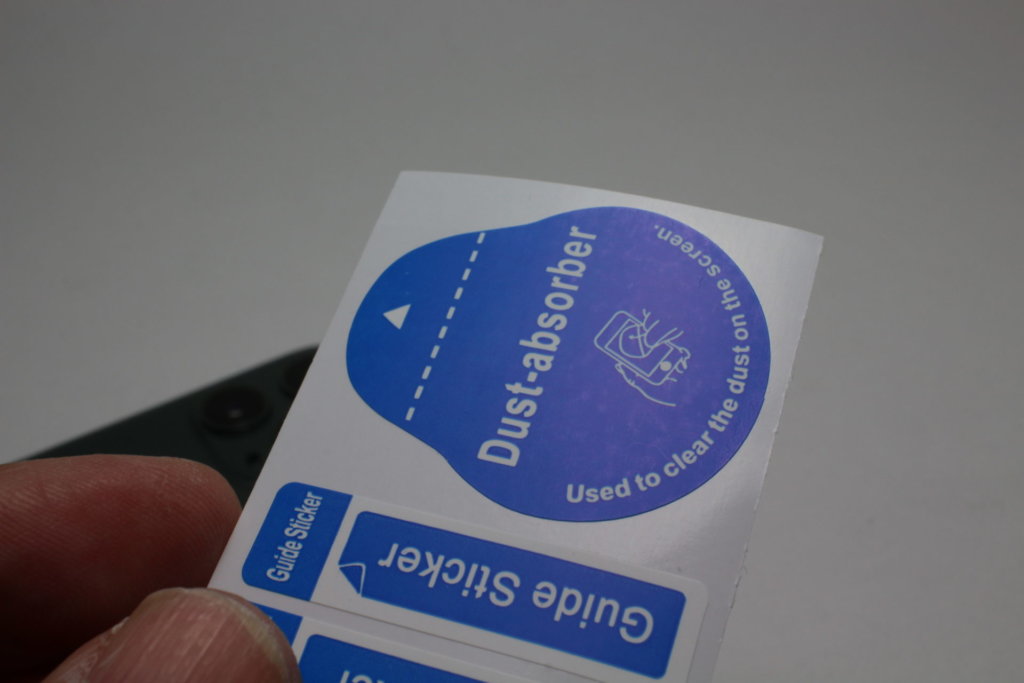 Dust-absorber
Used to clear the dust on the screen.
Guide Sticker
Guide Sticker